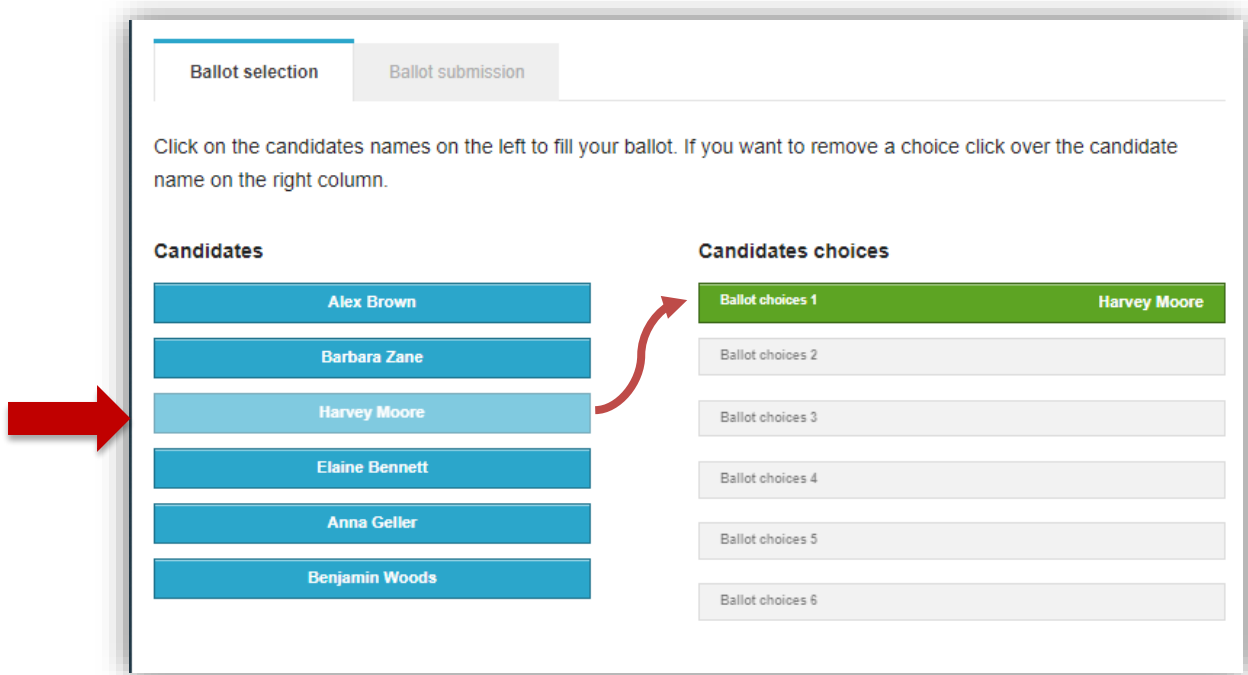 Ballot selection
Ballot submission
Click on the candidates names on the left to fill your ballot. If you want to remove a choice click over the candidate
name on the right column.
Candidates
Alex Brown
Barbara Zane
Harvey Moore
Elaine Bennett
Anna Geller
Benjamin Woods
Candidates choices
Ballot choices 1 Harvey Moore
Ballot choices 2
Ballot choices 3
Ballot choices 4
Ballot choices 5
Ballot choices 6